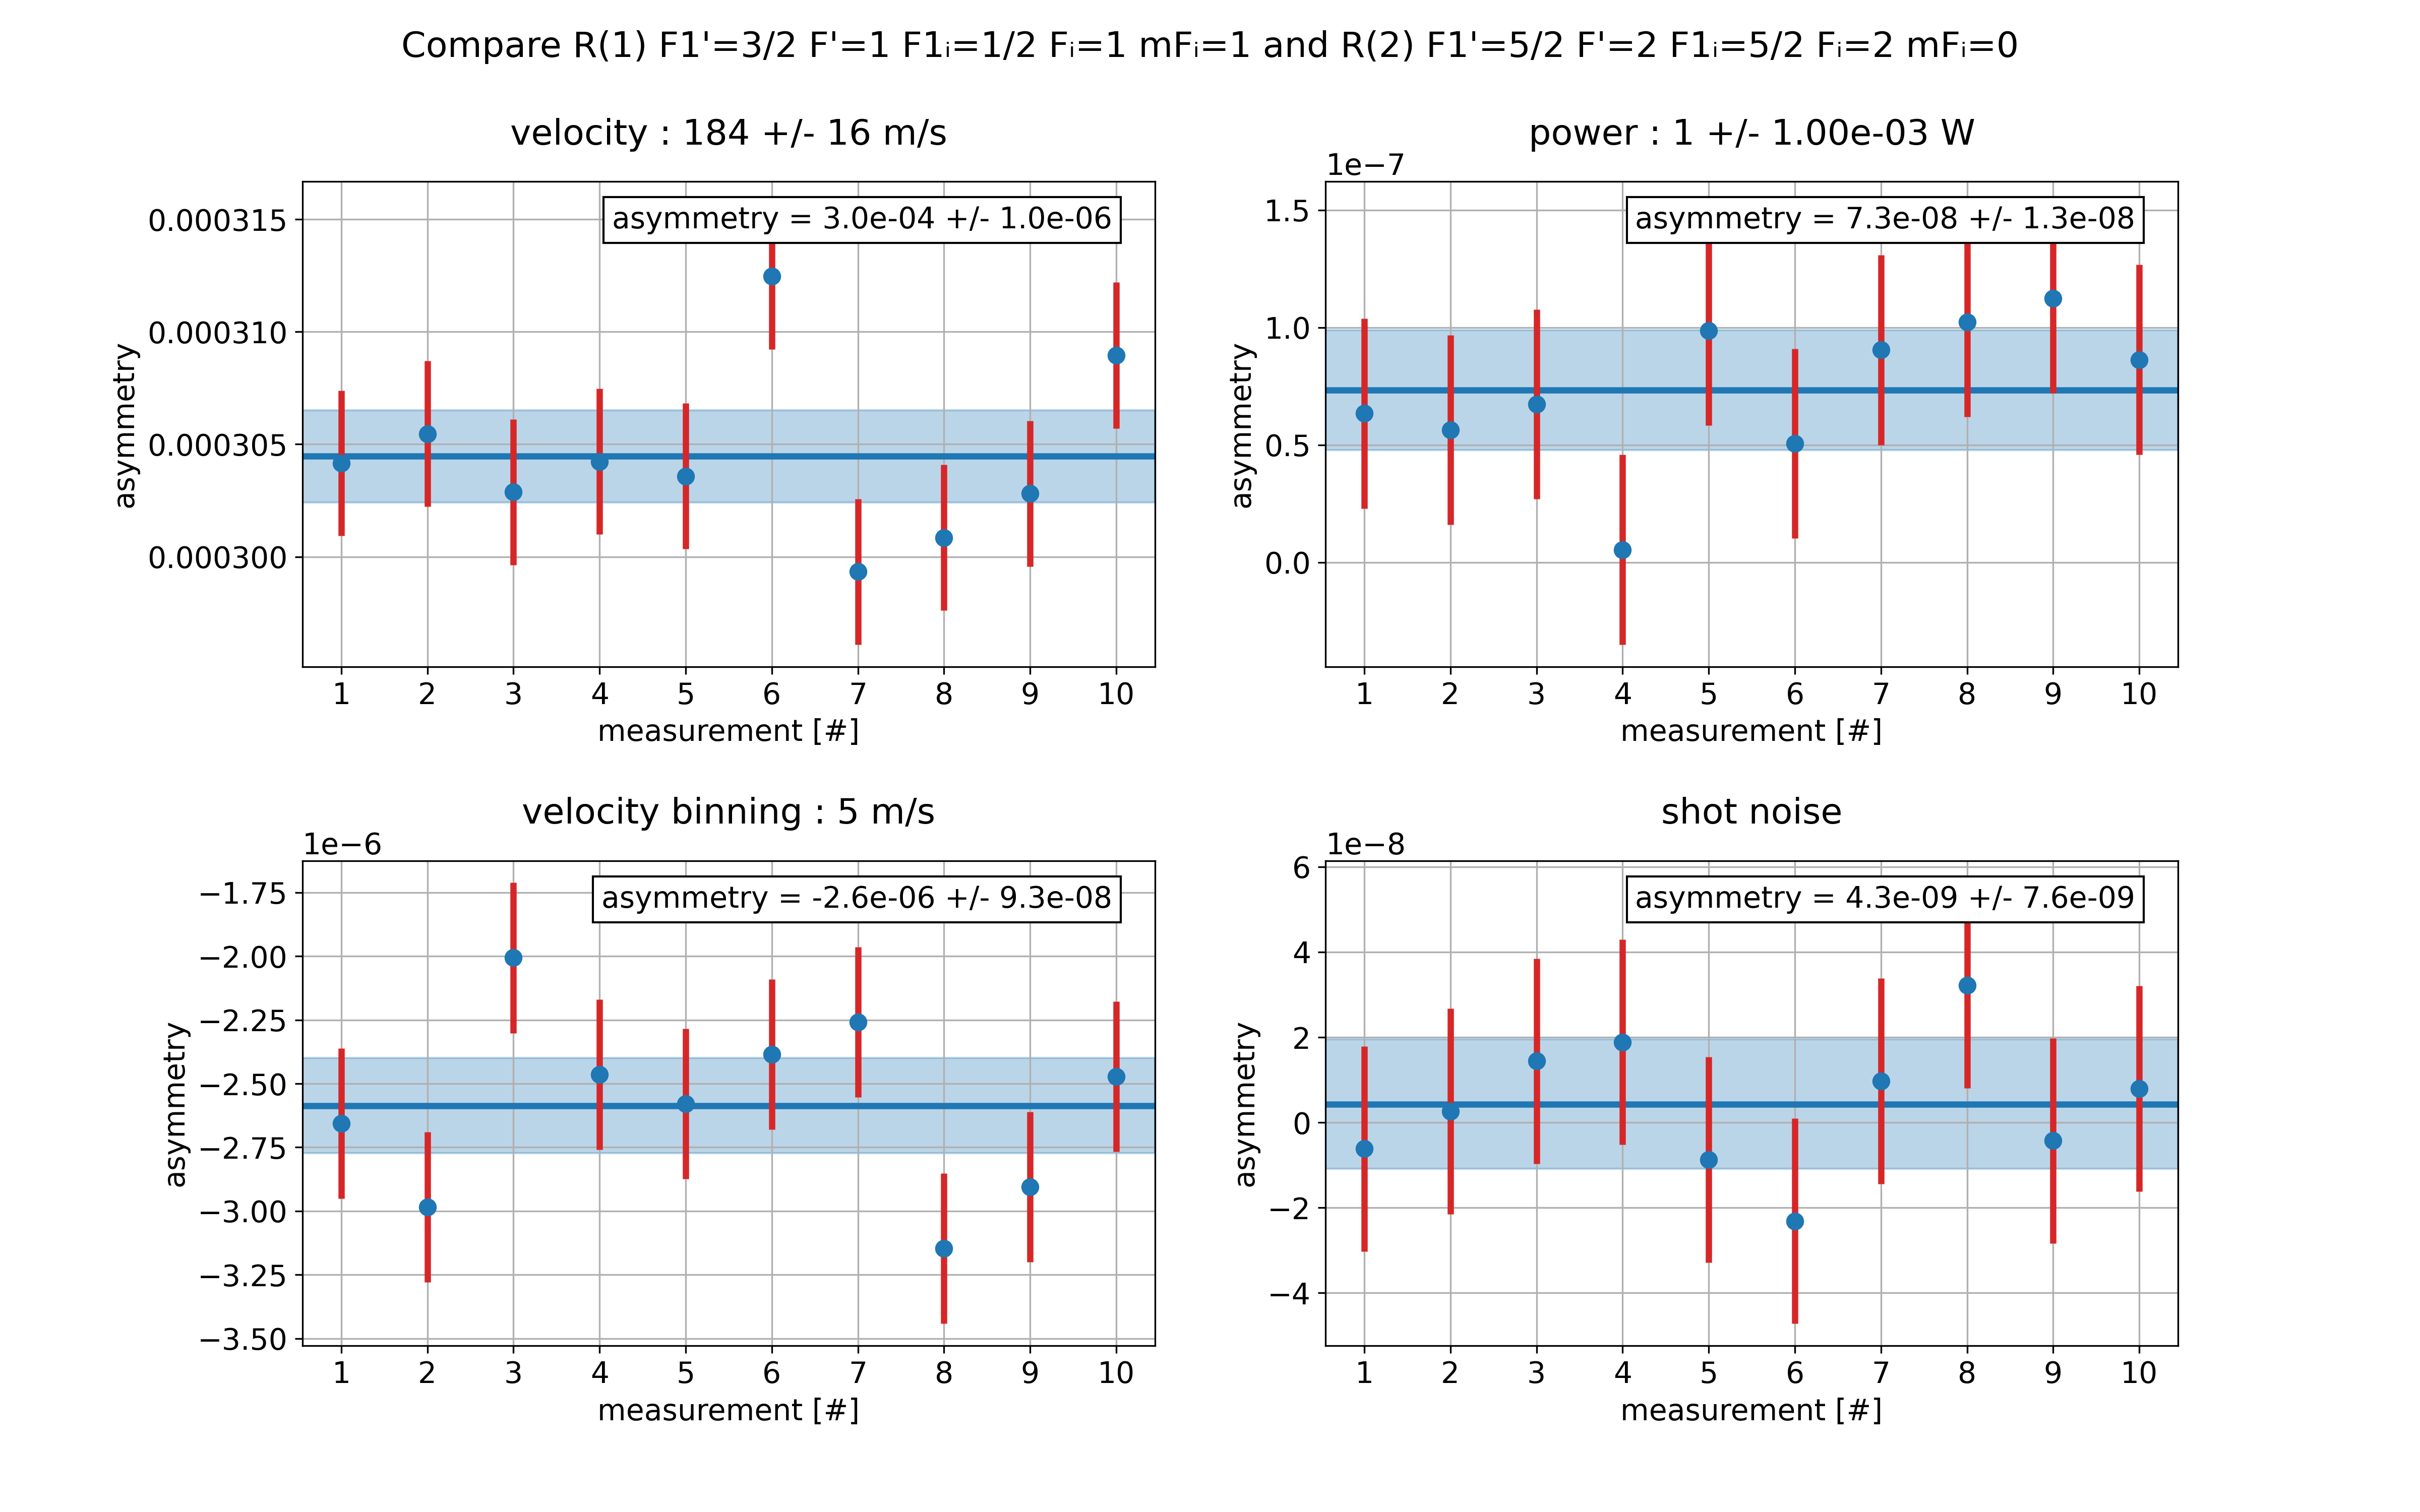 Compare R(1) F1'=3/2 F'=1 F1ᵢ=1/2 Fᵢ=1 mFᵢ=1 and R(2) F1'=5/2 F'=2 F1ᵢ=5/2 Fᵢ=2 mFᵢ=0
velocity : 184 +/- 16 m/s
asymmetry = 3.0e-04 +/- 1.0e-06
0.000315
0.000310
0.000305
0.000300
asymmetry
1 2 3 4 5 6 7 8 9 10
measurement [#]
power : 1 +/- 1.00e-03 W
1e−7
asymmetry = 7.3e-08 +/- 1.3e-08
1.5
1.0
0.5
0.0
asymmetry
1 2 3 4 5 6 7 8 9 10
measurement [#]
velocity binning : 5 m/s
1e−6
asymmetry = -2.6e-06 +/- 9.3e-08
−1.75
−2.00
−2.25
−2.50
−2.75
−3.00
−3.25
−3.50
asymmetry
1 2 3 4 5 6 7 8 9 10
measurement [#]
shot noise
1e−8
asymmetry = 4.3e-09 +/- 7.6e-09
6
4
2
0
−2
−4
asymmetry
1 2 3 4 5 6 7 8 9 10
measurement [#]